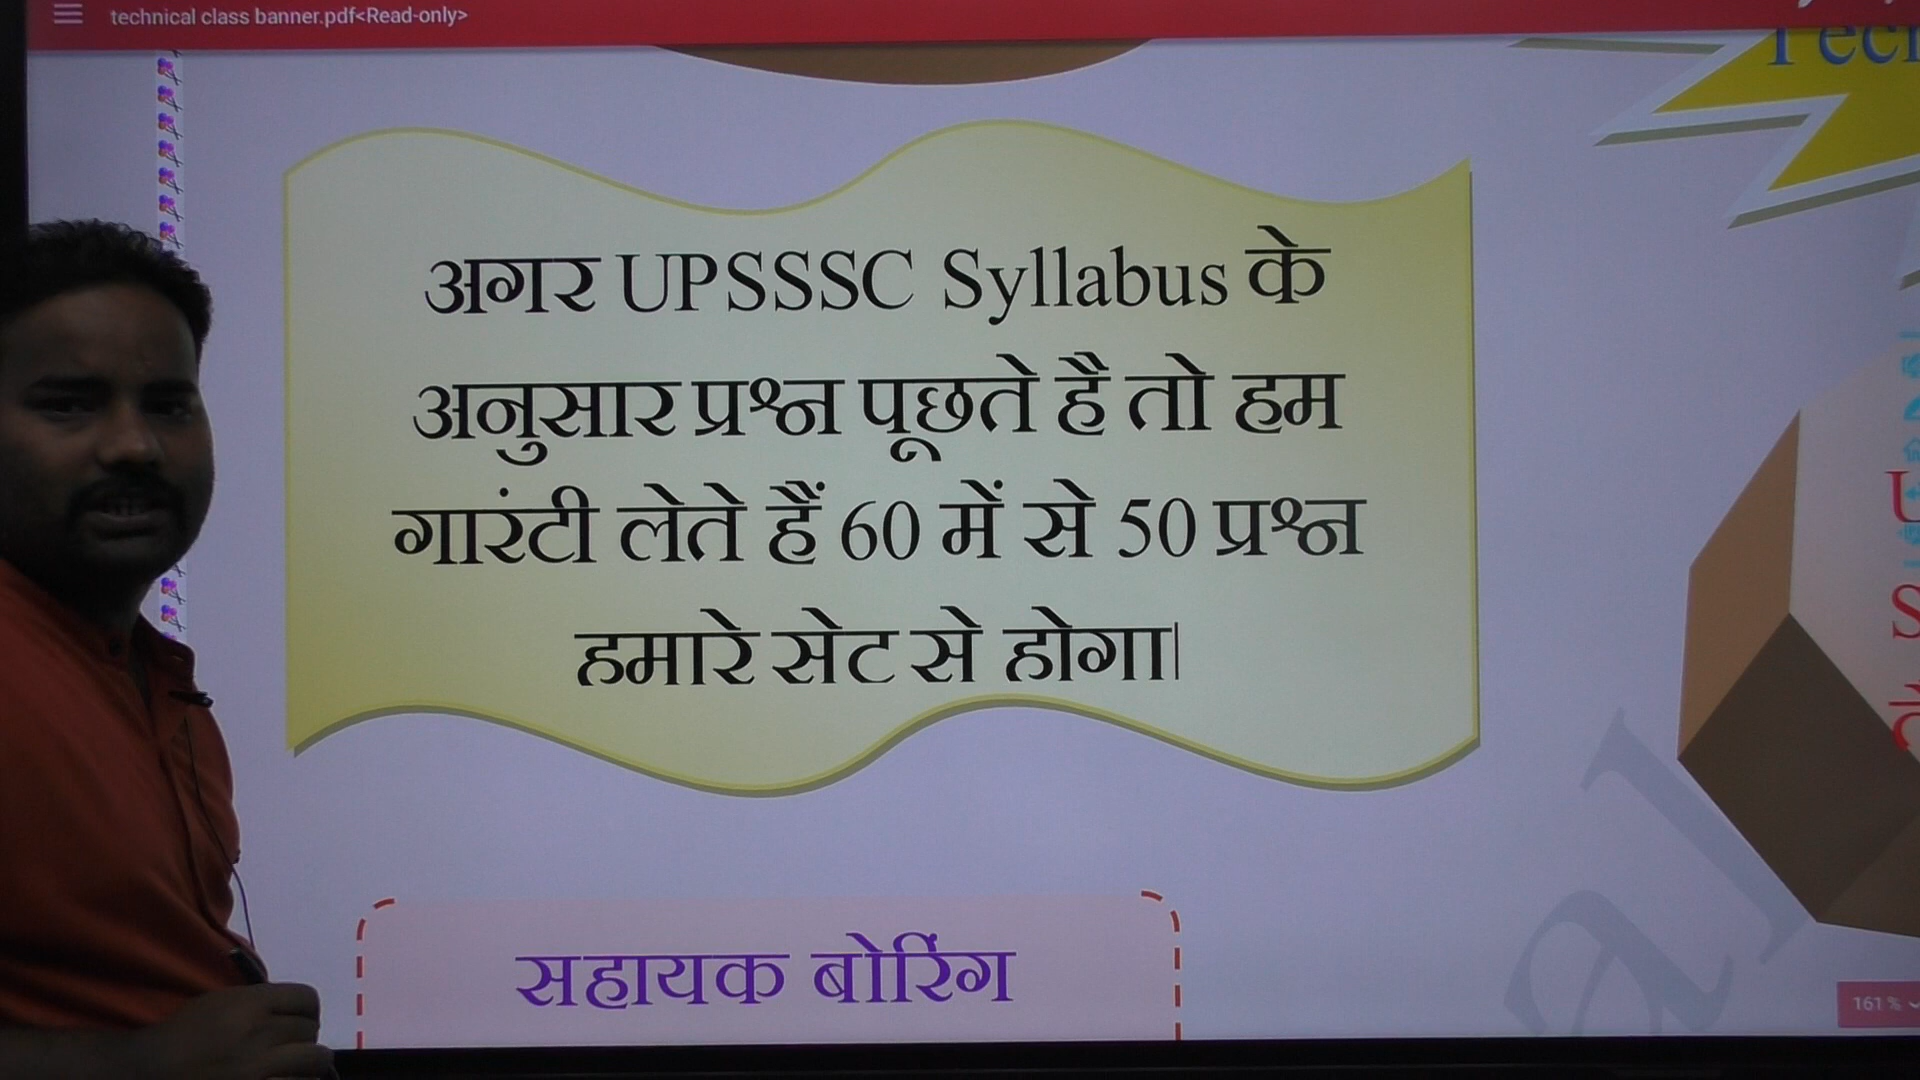 technical class banner.pdf<Read-only>
अगर UPSSSC Syllabus के
अनुसार प्रश्न पूछते है तो हम
गारंटी लेते हैं 60 में से 50 प्रश्न
हमारे सेट से होगा|
सहायक बोरिंग
161 %